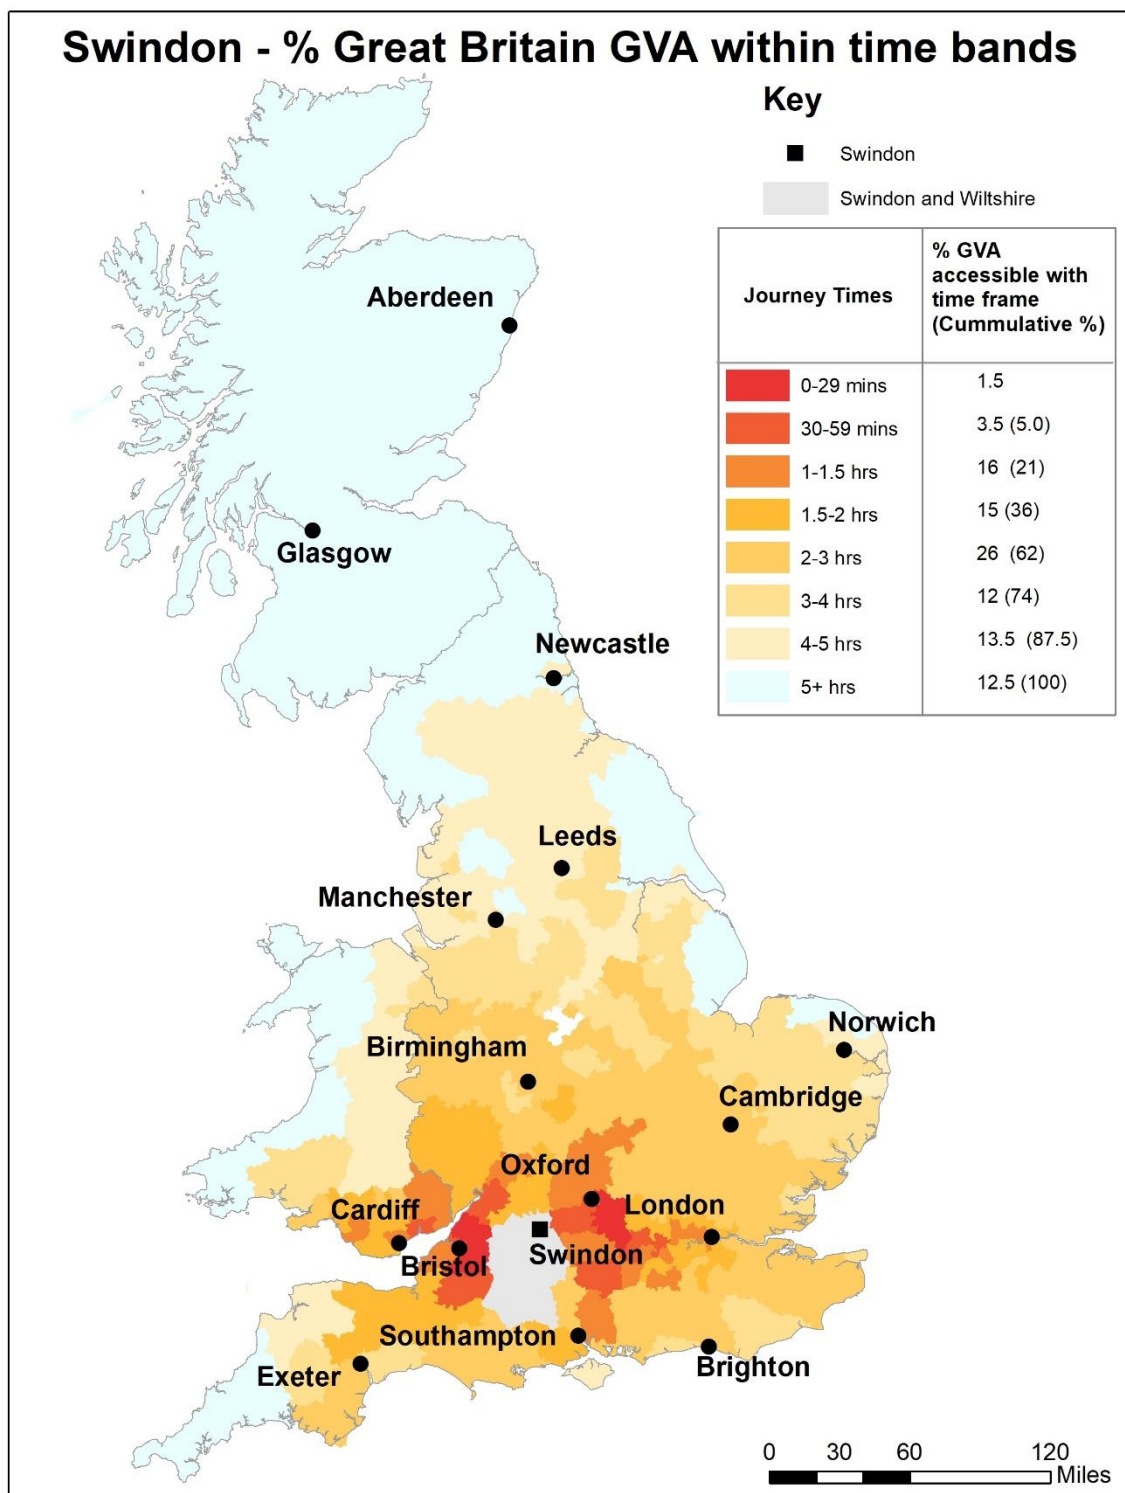 Swindon - % Great Britain GVA within time bands
Key
Swindon
Swindon and Wiltshire
Journey Times
% GVA
accessible with
time frame
(Cummulative %)
0-29 mins 1.5
30-59 mins 3.5 (5.0)
1-1.5 hrs 16 (21)
1.5-2 hrs 15 (36)
2-3 hrs 26 (62)
3-4 hrs 12 (74)
4-5 hrs 13.5 (87.5)
5+ hrs 12.5 (100)
Aberdeen
Glasgow
Newcastle
Leeds
Manchester
Norwich
Birmingham
Cambridge
Oxford
London
Cardiff
Swindon
Bristol
Southampton
Brighton
Exeter
0 30 60 120
Miles